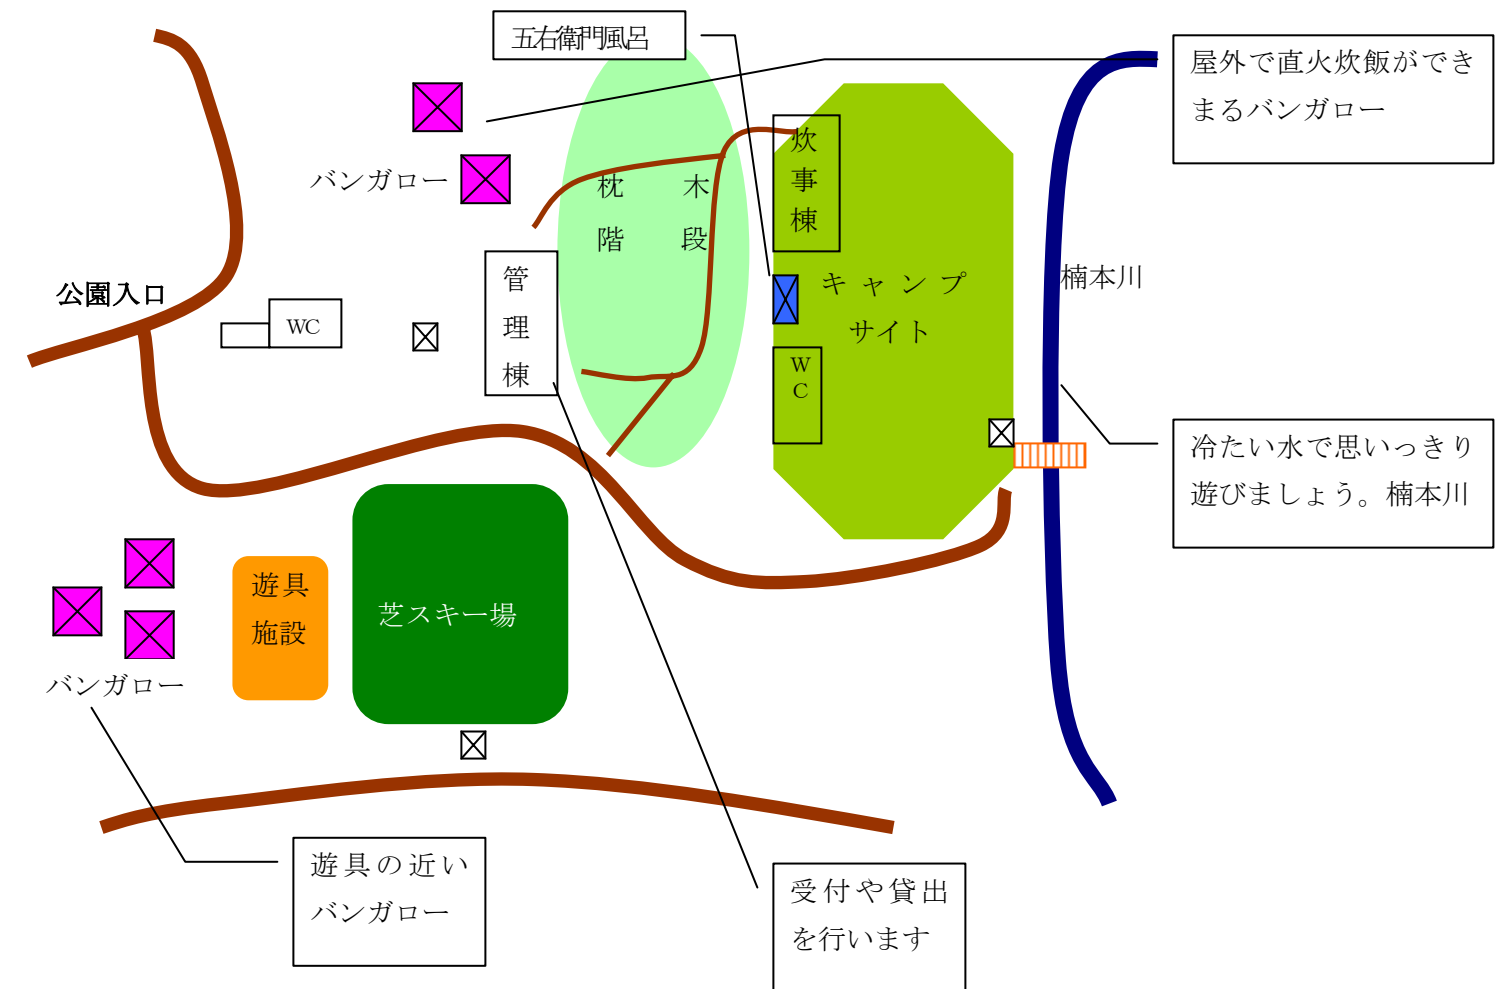 五右衛門風呂
屋外で直火炊飯ができ
まるバンガロー
バンガロー
枕木
階段
炊
事
棟
管
理
棟
公園入口
WC
キャンプ
サイト
W
C
楠本川
冷たい水で思いっきり
遊びましょう。楠本川
遊具
施設
芝スキー場
バンガロー
遊具の近い
バンガロー
受付や貸出
を行います